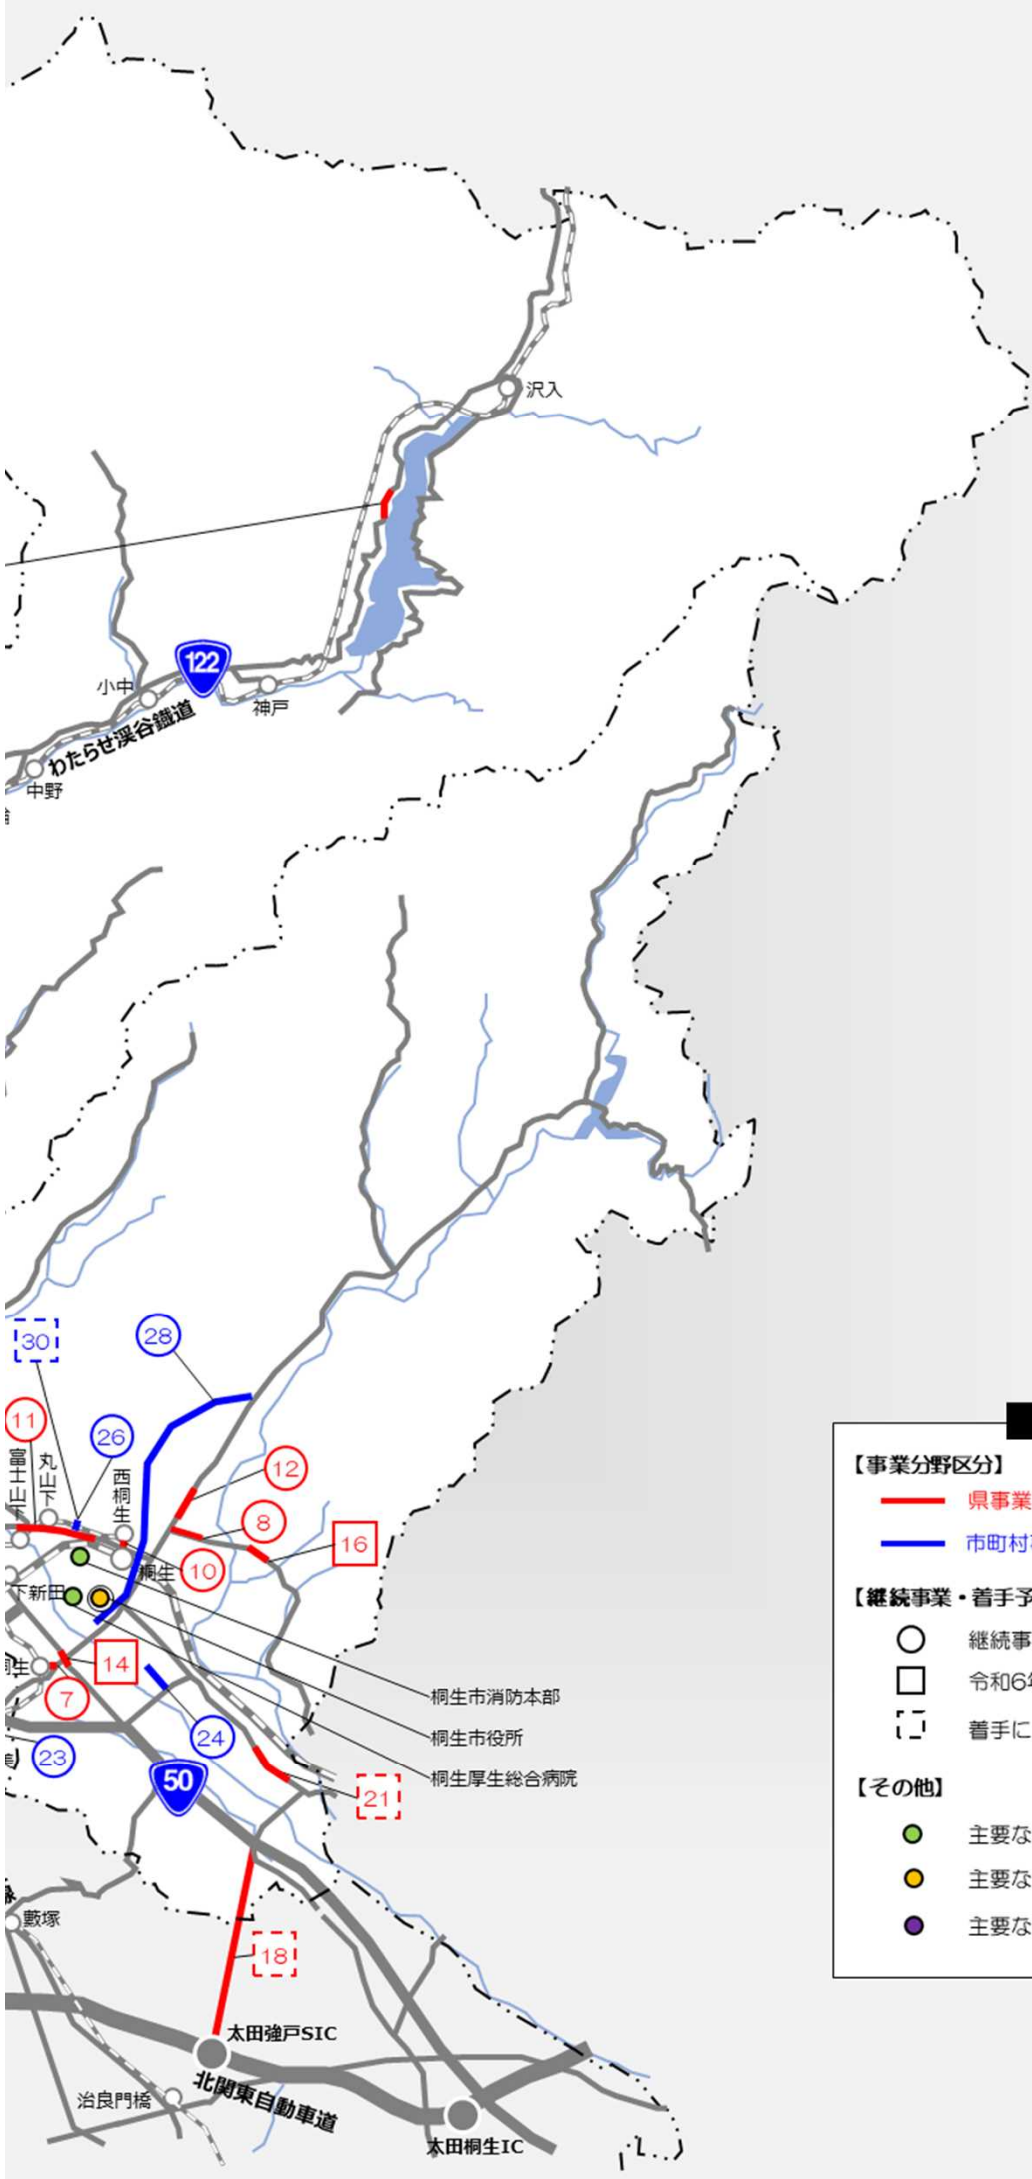 沢入
122
小中
神戸
わたらせ渓谷鐵道
中野
30
28
11
26
富士山下
丸山下
西桐生
12
8
16
10
桐生
下新田
14
7
桐生市消防本部
24
桐生市役所
23
桐生厚生総合病院
50
21
藪塚
18
太田強戸SIC
北関東自動車道
治良門橋
太田桐生IC
【事業分野区分】
県事業
市町村
【継続事業・着手予
継続事
令和6年
着手に
【その他】
主要な
主要な
主要な